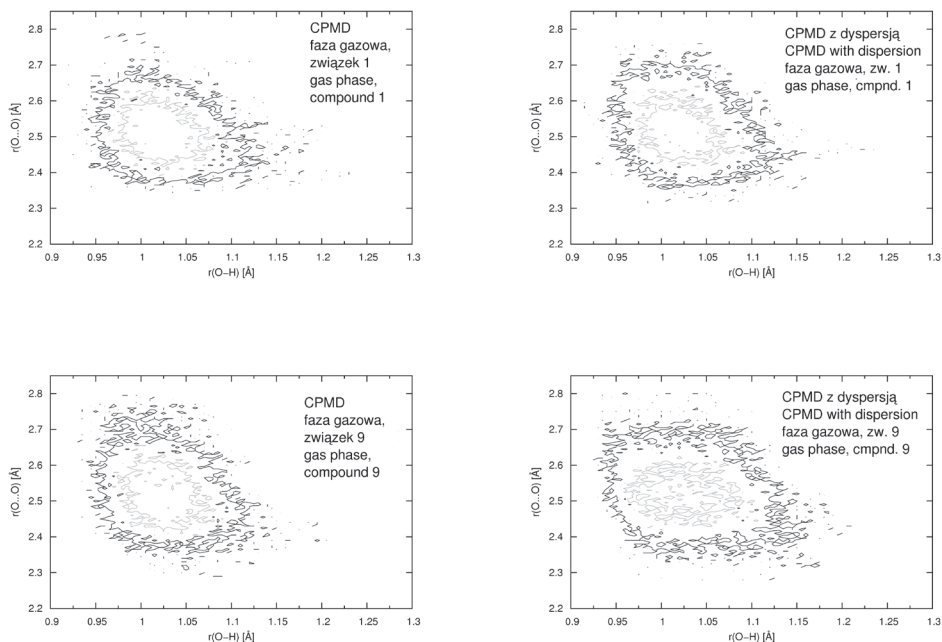 CPMD
faza gazowa,
związek 1
gas phase,
compound 1
r(O...O) [Å]
2.8
2.7
2.6
2.5
2.4
2.3
2.2
0.9 0.95 1 1.05 1.1 1.15 1.2 1.25 1.3
r(O−H) [Å]
CPMD z dyspersją
CPMD with dispersion
faza gazowa, zw. 1
gas phase, cmpnd. 1
r(O...O) [Å]
2.8
2.7
2.6
2.5
2.4
2.3
2.2
0.9 0.95 1 1.05 1.1 1.15 1.2 1.25 1.3
r(O−H) [Å]
CPMD
faza gazowa,
związek 9
gas phase,
compound 9
r(O...O) [Å]
2.8
2.7
2.6
2.5
2.4
2.3
2.2
0.9 0.95 1 1.05 1.1 1.15 1.2 1.25 1.3
r(O−H) [Å]
CPMD z dyspersją
CPMD with dispersion
faza gazowa, zw. 9
gas phase, cmpnd. 9
r(O...O) [Å]
2.8
2.7
2.6
2.5
2.4
2.3
2.2
0.9 0.95 1 1.05 1.1 1.15 1.2 1.25 1.3
r(O−H) [Å]